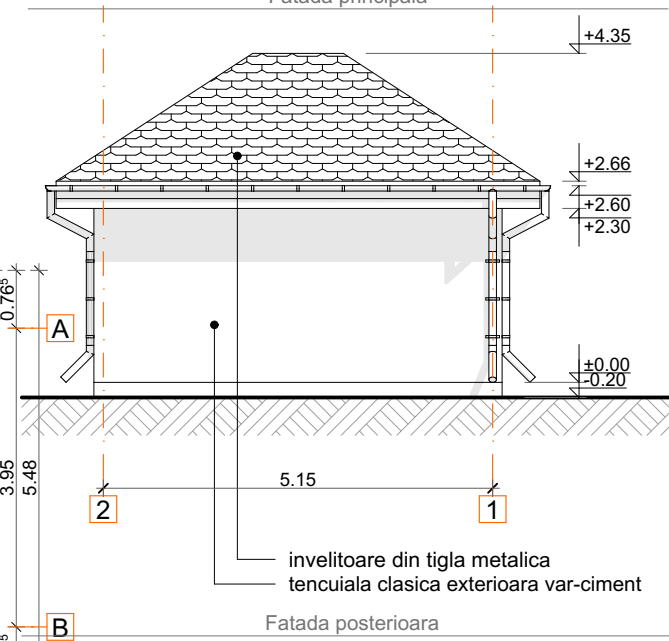 Fatada principala
+4.35
+2.66
+2.60
+2.30
0.76⁵
A
±0.00
-0.20
3.95
5.48
5.15
2
1
invelitoare din tigla metalica
tencuiala clasica exterioara var-ciment
B
Fatada posterioara